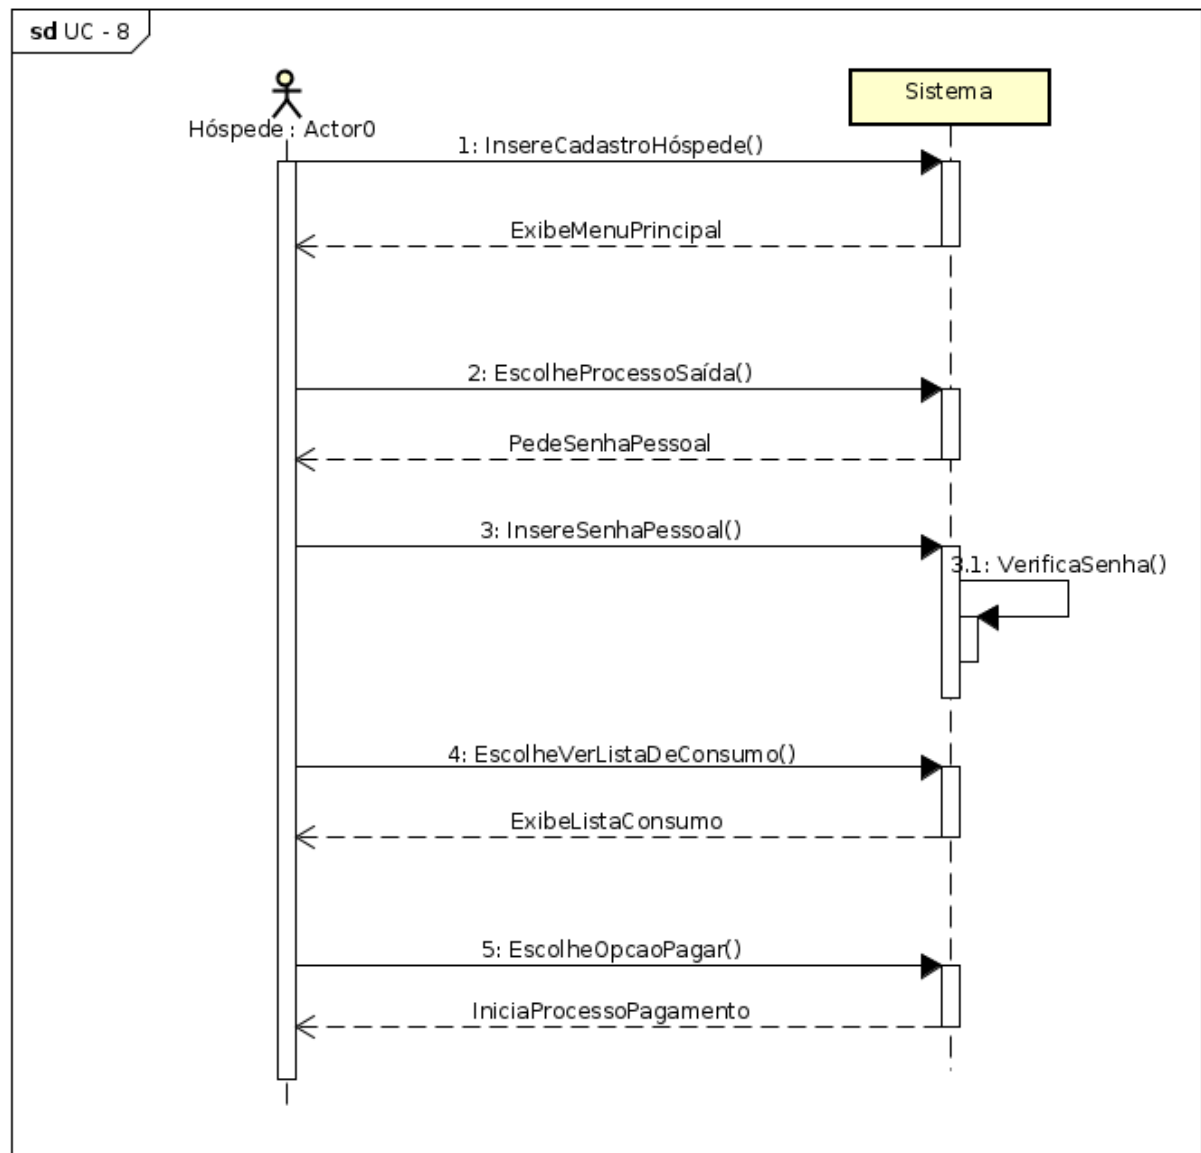 sd UC - 8
Sistema
Hóspede : Actor0
1: InsereCadastroHóspede()
ExibeMenuPrincipal
2: EscolheProcessoSaída()
PedeSenhaPessoal
3: InsereSenhaPessoal()
3.1: VerificaSenha()
4: EscolheVerListaDeConsumo()
ExibeListaConsumo
5: EscolheOpcaoPagar()
IniciaProcessoPagamento